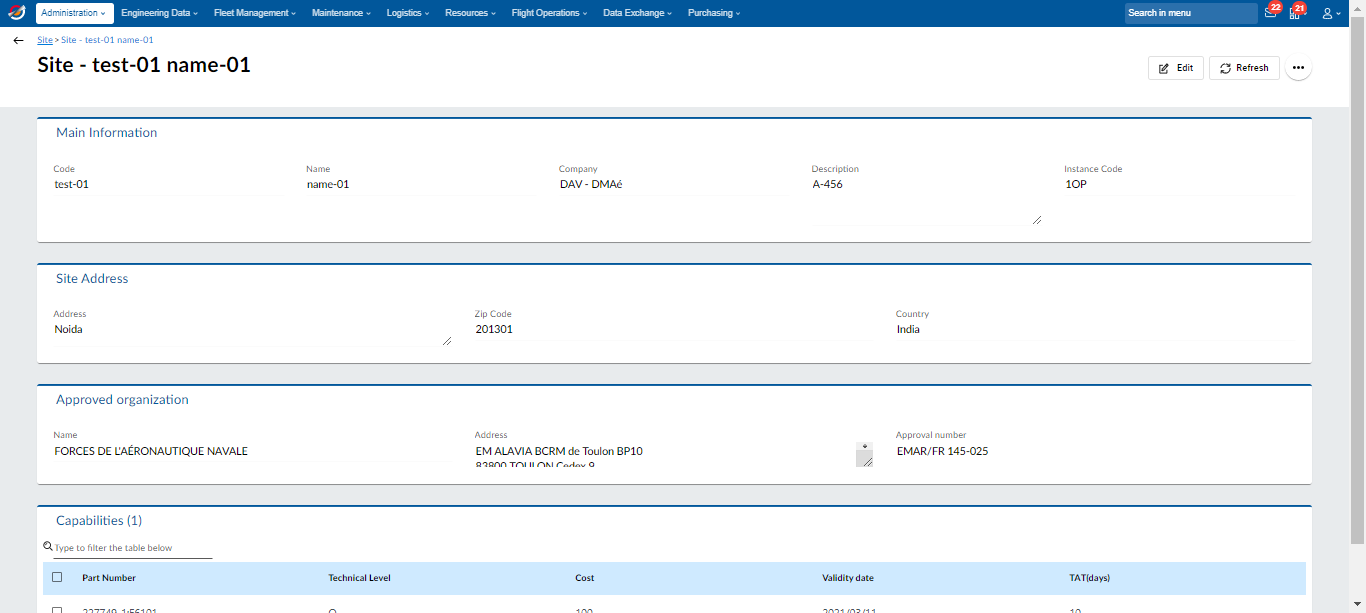 Administration Engineering Data Fleet Management Maintenance Logistics Resources Flight Operations Data Exchange Purchasing Search in menu 22 21
Site > Site - test-01 name-01
Site - test-01 name-01
Edit Refresh
Main Information
Code Name Company Description Instance Code
test-01 name-01 DAV - DMAé A-456 1OP
Site Address
Address Zip Code Country
Noida 201301 India
Approved organization
Name Address Approval number
FORCES DE L'AÉRONAUTIQUE NAVALE EM ALAVIA BCRM de Toulon BP10 EMAR/FR 145-025
83800 TOULON Cedex 9
Capabilities (1)
Type to filter the table below
Part Number Technical Level Cost Validity date TAT(days)
100 2021/03/11 10